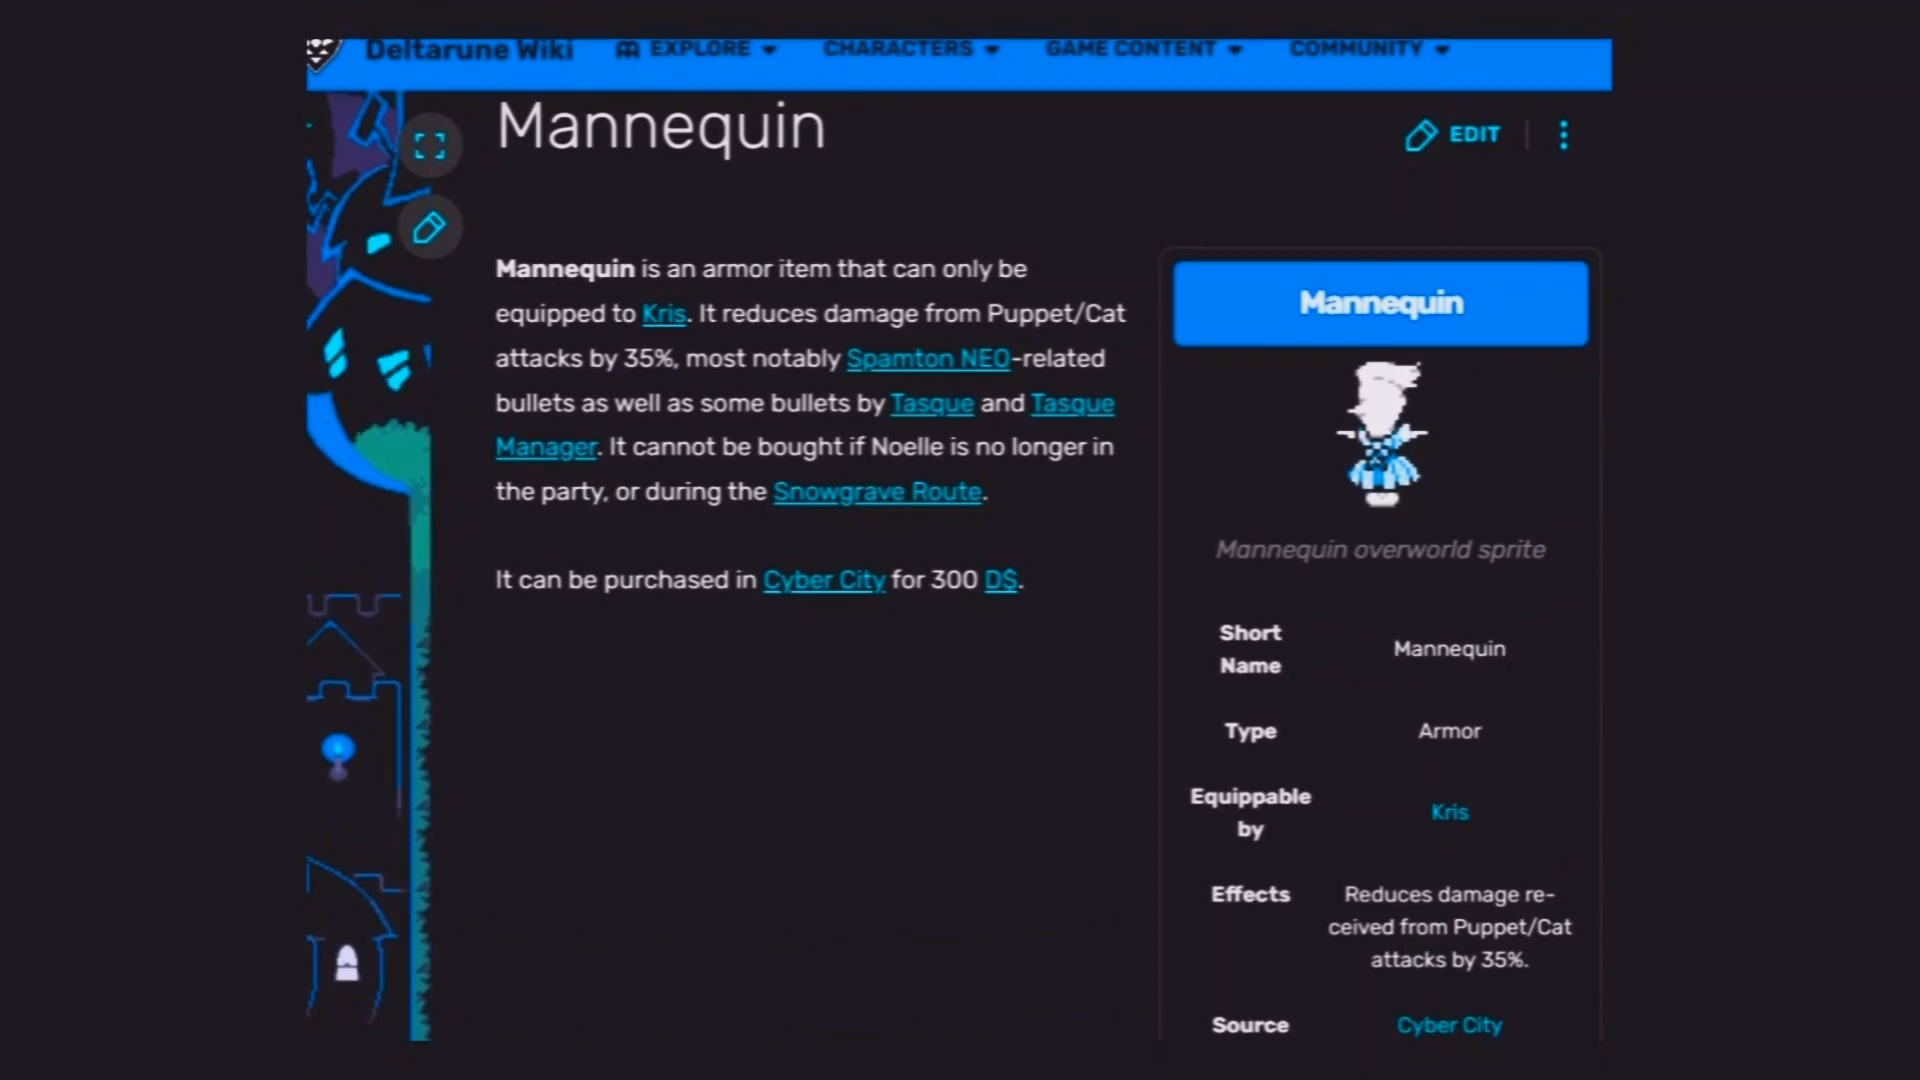 Deltarune Wiki EXPLORE CHARACTERS GAME CONTENT COMMUNITY
Mannequin
EDIT
Mannequin is an armor item that can only be
equipped to Kris. It reduces damage from Puppet/Cat
attacks by 35%, most notably Spamton NEO-related
bullets as well as some bullets by Tasque and Tasque
Manager. It cannot be bought if Noelle is no longer in
the party, or during the Snowgrave Route.
It can be purchased in Cyber City for 300 D$.
Mannequin
Mannequin overworld sprite
Short
Name
Mannequin
Type
Armor
Equippable
by
Kris
Effects
Reduces damage re-
ceived from Puppet/Cat
attacks by 35%.
Source
Cyber City